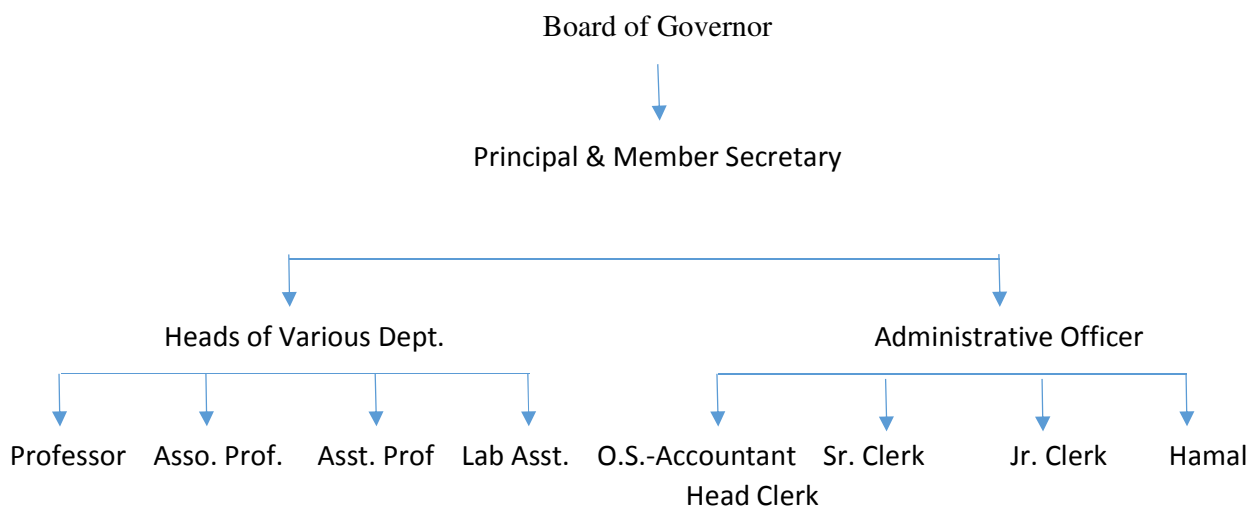 Board of Governor
Principal & Member Secretary
Heads of Various Dept. Administrative Officer
Professor Asso. Prof. Asst. Prof Lab Asst. O.S.-Accountant Sr. Clerk Jr. Clerk Hamal
Head Clerk